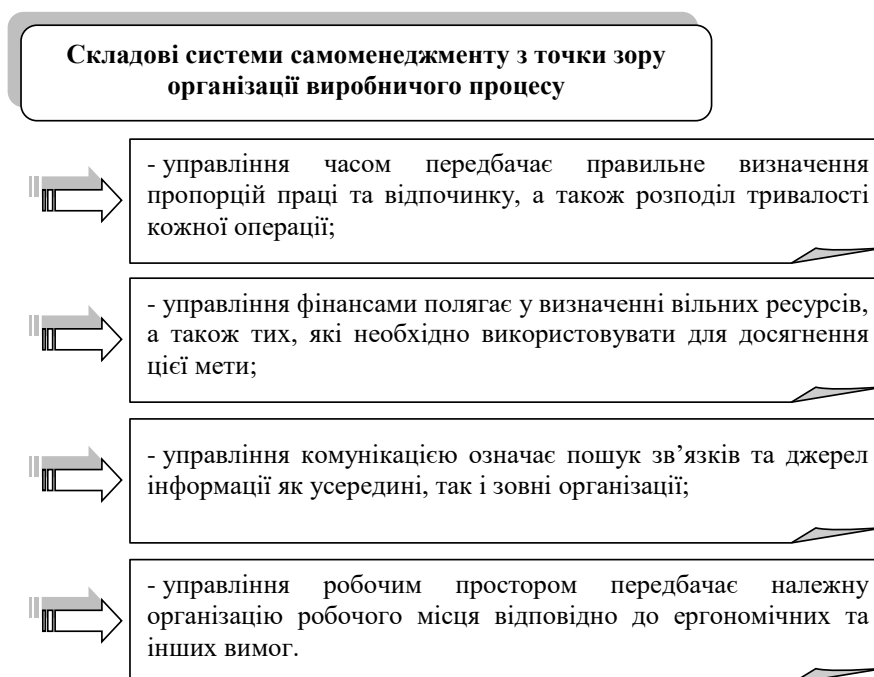 Складові системи самоменеджменту з точки зору
організації виробничого процесу
- управління часом передбачає правильне визначення
пропорцій праці та відпочинку, а також розподіл тривалості
кожної операції;
- управління фінансами полягає у визначенні вільних ресурсів,
а також тих, які необхідно використовувати для досягнення
цієї мети;
- управління комунікацією означає пошук зв’язків та джерел
інформації як усередині, так і зовні організації;
- управління робочим простором передбачає належну
організацію робочого місця відповідно до ергономічних та
інших вимог.